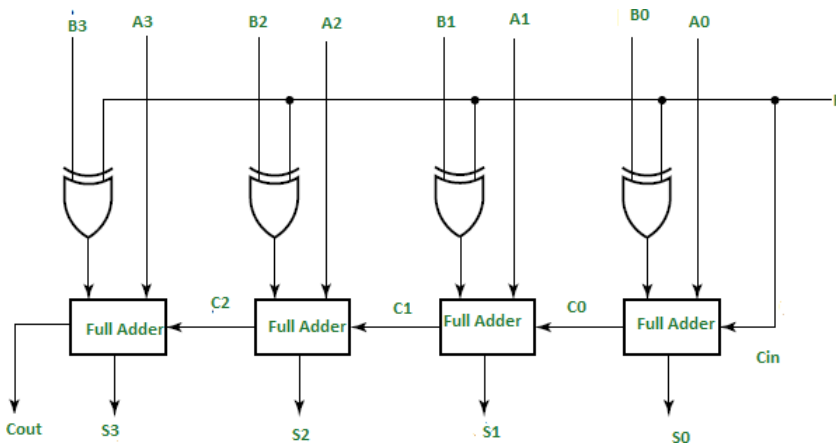 B3 A3 B2 A2 B1 A1 B0 A0
C2 C1 C0
Full Adder Full Adder Full Adder Full Adder
Cin
Cout S3 S2 S1 S0